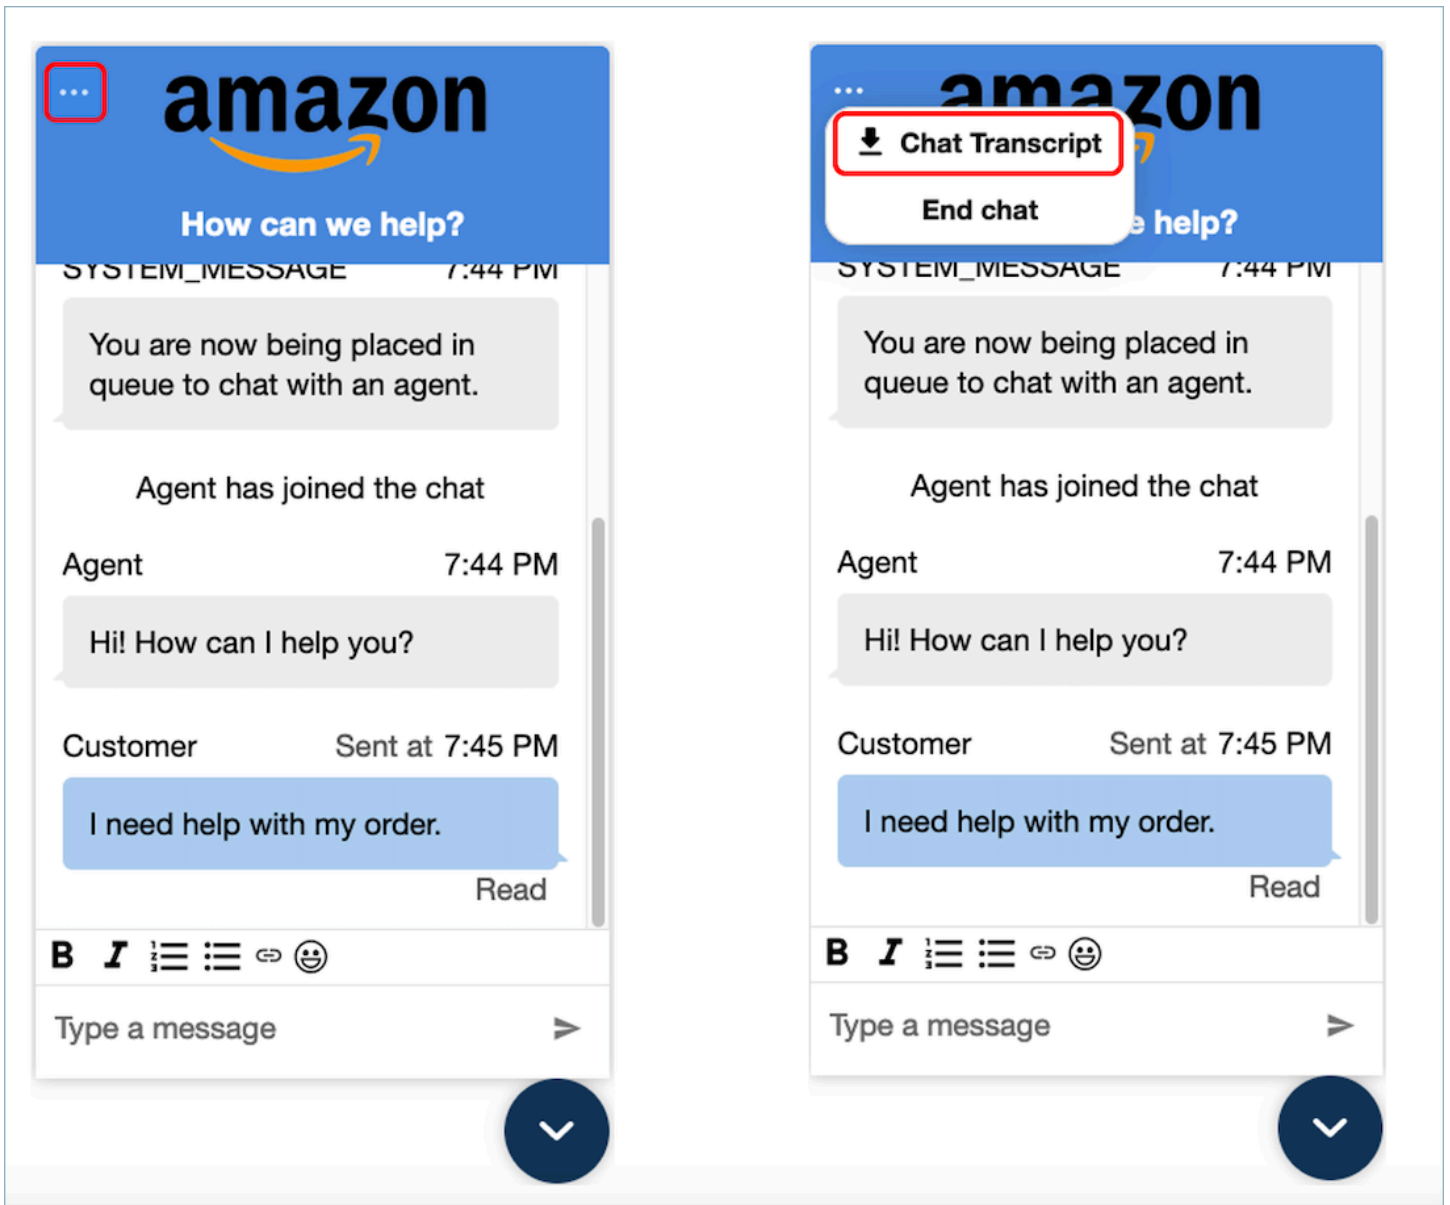 amazon
How can we help?
SYSTEM_MESSAGE 7:44 PM
You are now being placed in
queue to chat with an agent.
Agent has joined the chat
Agent 7:44 PM
Hi! How can I help you?
Customer Sent at 7:45 PM
I need help with my order.
Read
B I
Type a message
amazon
Chat Transcript
End chat
e help?
SYSTEM_MESSAGE 7:44 PM
You are now being placed in
queue to chat with an agent.
Agent has joined the chat
Agent 7:44 PM
Hi! How can I help you?
Customer Sent at 7:45 PM
I need help with my order.
Read
B I
Type a message